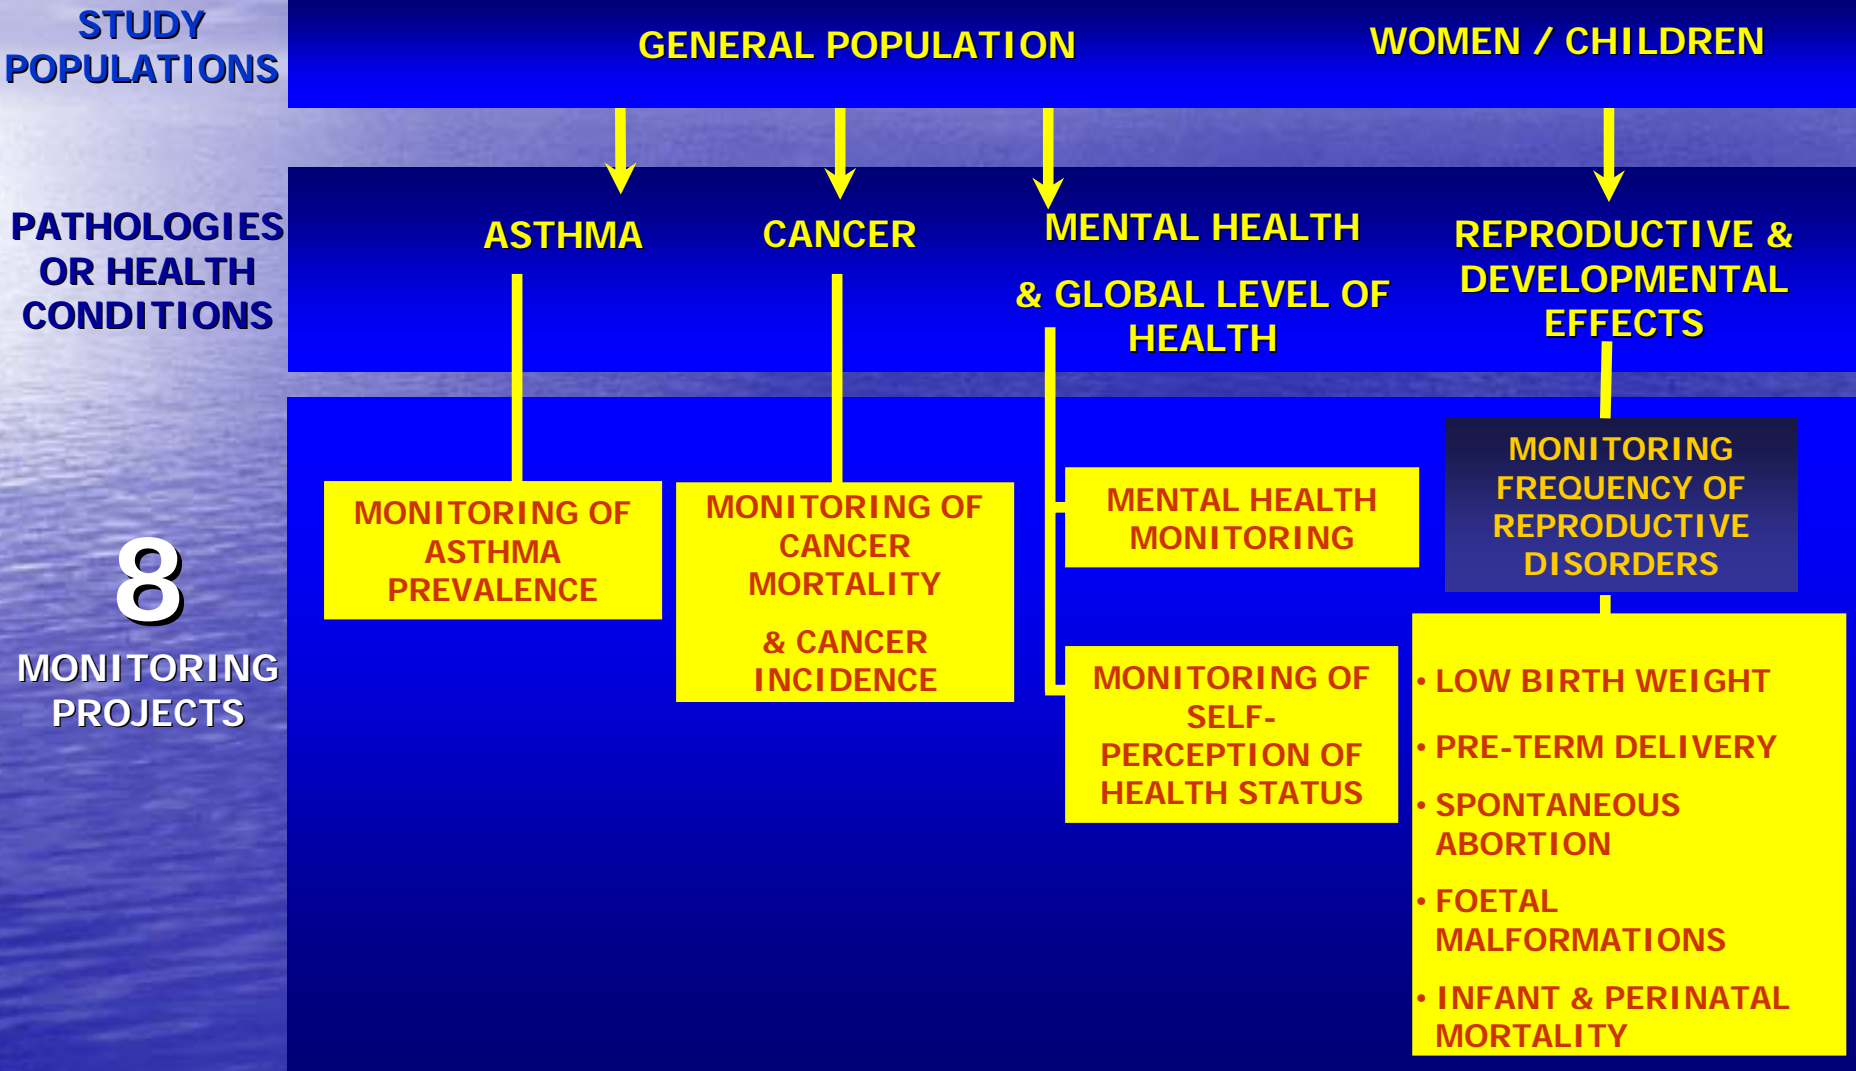 STUDY
POPULATIONS
GENERAL POPULATION
WOMEN / CHILDREN
PATHOLOGIES
OR HEALTH
CONDITIONS
ASTHMA
CANCER
MENTAL HEALTH
& GLOBAL LEVEL OF
HEALTH
REPRODUCTIVE &
DEVELOPMENTAL
EFFECTS
8
MONITORING
PROJECTS
MONITORING OF
ASTHMA
PREVALENCE
MONITORING OF
CANCER
MORTALITY
& CANCER
INCIDENCE
MENTAL HEALTH
MONITORING
MONITORING OF
SELF-
PERCEPTION OF
HEALTH STATUS
MONITORING
FREQUENCY OF
REPRODUCTIVE
DISORDERS
• LOW BIRTH WEIGHT
• PRE-TERM DELIVERY
• SPONTANEOUS
ABORTION
• FOETAL
MALFORMATIONS
• INFANT & PERINATAL
MORTALITY